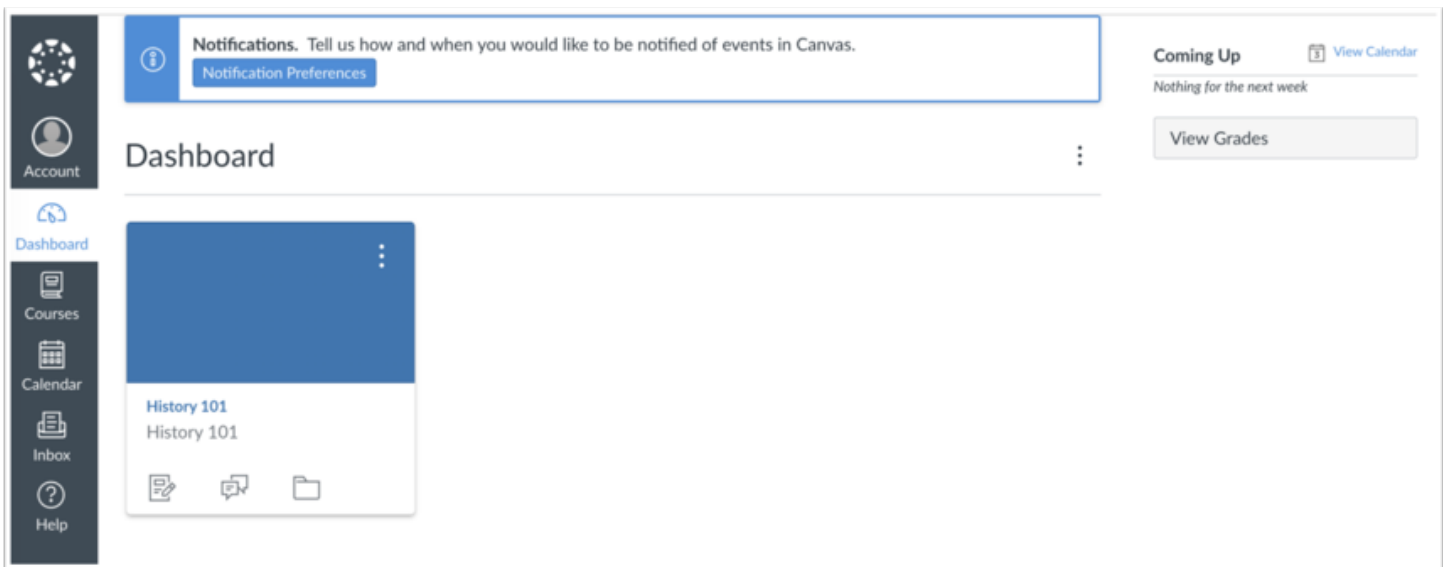 Notifications. Tell us how and when you would like to be notified of events in Canvas.
Notification Preferences
Account
Dashboard
Courses
Calendar
Inbox
Help
Dashboard
History 101
History 101
Coming Up
3 View Calendar
Nothing for the next week
View Grades